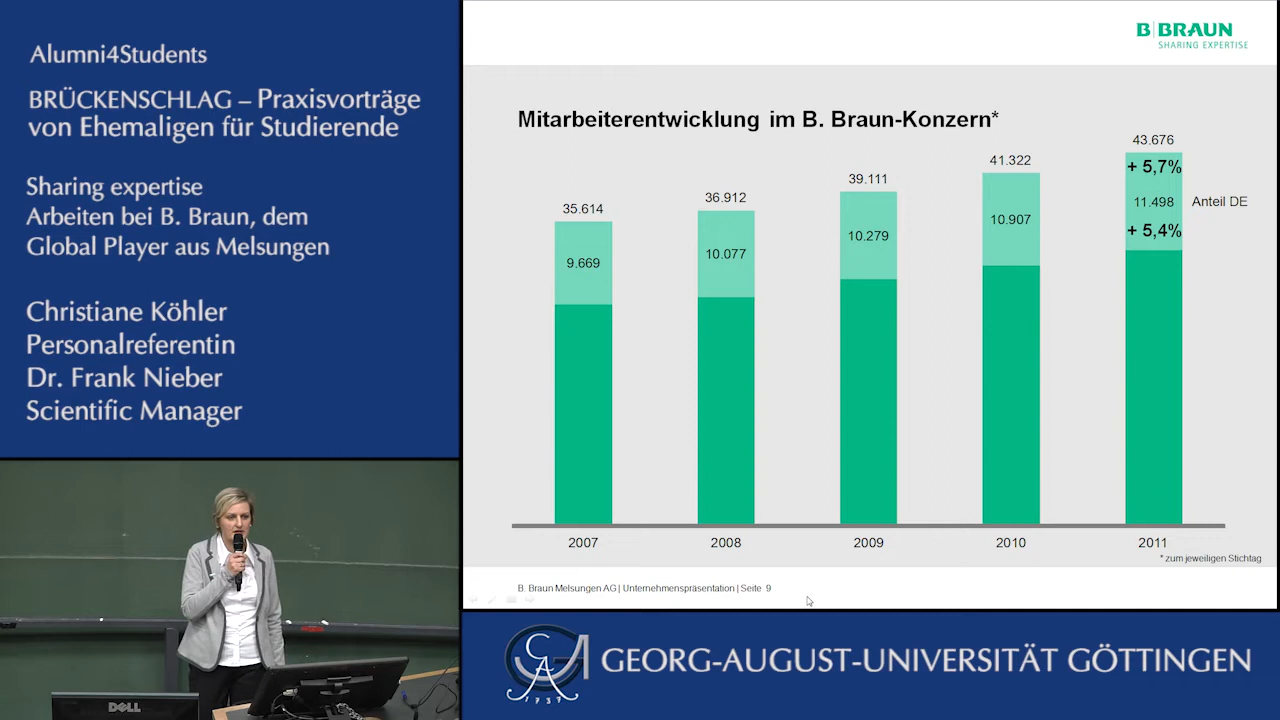 Alumni4Students
BRÜCKENSCHLAG – Praxisvorträge
von Ehemaligen für Studierende
Sharing expertise
Arbeiten bei B. Braun, dem
Global Player aus Melsungen
Christiane Köhler
Personalreferentin
Dr. Frank Nieber
Scientific Manager
DELL
B BRAUN
SHARING EXPERTISE
Mitarbeiterentwicklung im B. Braun-Konzern*
35.614
36.912
39.111
41.322
43.676
9.669
10.077
10.279
10.907
+ 5,7%
11.498
Anteil DE
+ 5,4%
2007
2008
2009
2010
2011
* zum jeweiligen Stichtag
B. Braun Melsungen AG | Unternehmenspräsentation | Seite 9
GAU
1737
GEORG-AUGUST-UNIVERSITÄT GÖTTINGEN